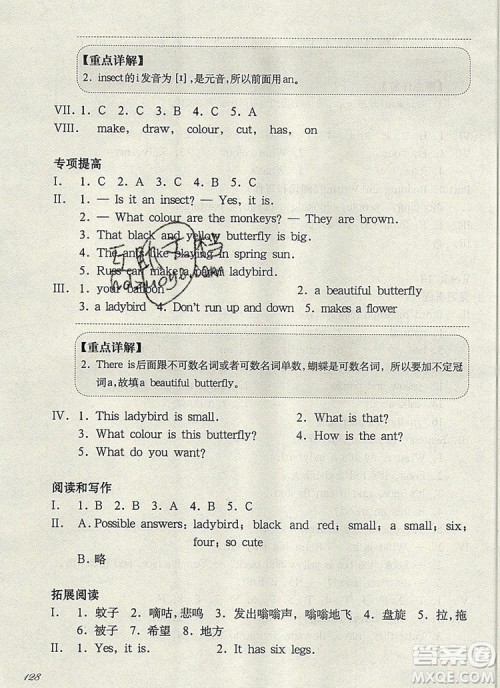 【重点详解】
2. insect的i发音为［ɪ］,是元音,所以前面用an。
VII. 1. C 2. B 3. A 4. C 5. A
VIII. make, draw, colour, cut, has, on
专项提高
I. 1. C 2. A 3. C 4. B 5. C
II. 1. — Is it an insect? — Yes, it is.
2. — What colour are the monkeys? — They are brown.
3. That black and yellow butterfly is big.
4. The ants like playing in spring sun.
5. Russ can make a clean ladybird.
III. 1. your balloon 2. a beautiful butterfly
3. a ladybird 4. Don't run up and down 5. makes a flower
【重点详解】
2. There is后面跟不可数名词或者可数名词单数,蝴蝶是可数名词,所以要加不定冠
词a,故填a beautiful butterfly。
IV. 1. This ladybird is small. 2. What is that?
3. What colour is this butterfly? 4. How is the ant?
5. What do you want?
阅读和写作
I. 1. B 2. B 3. A 4. B 5. C
II. A. Possible answers: ladybird; black and red; small; a small; six;
four; so cute
B. 略
拓展阅读
I. 1. 蚊子 2. 嘀咕,悲鸣 3. 发出嗡嗡声,嗡嗡地飞 4. 盘旋 5. 拉,拖
6. 被子 7. 希望 8. 地方
II. 1. Yes, it is. 2. It has six legs.
128
互助文档
hdzuoye.com
答案圈
MXQE.COM